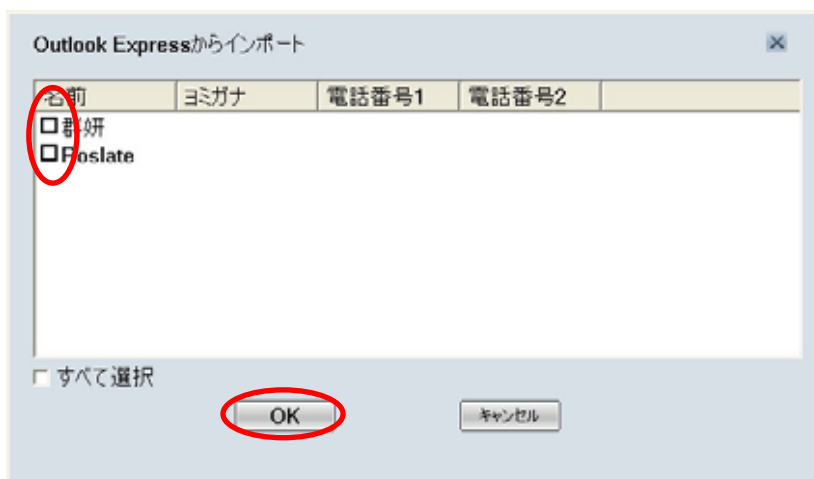 Outlook Expressからインポート
名前 ヨミガナ 電話番号1 電話番号2
群妍
Roslate
すべて選択
OK キャンセル